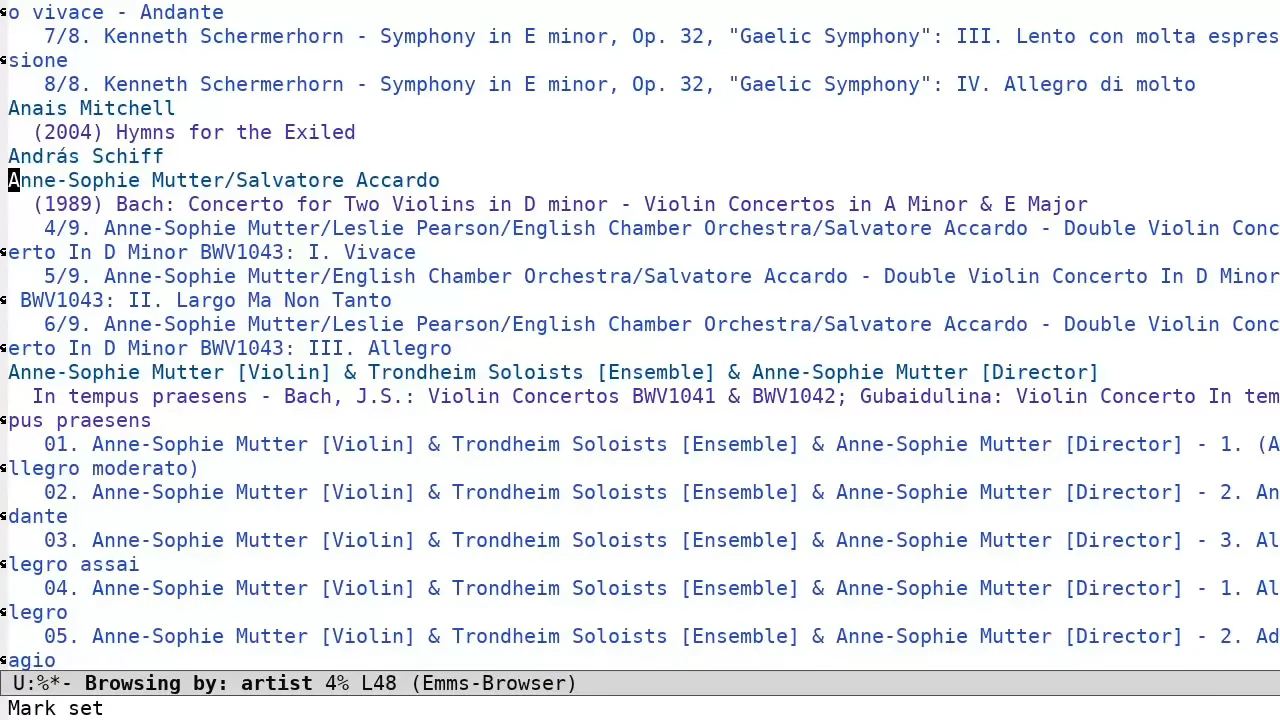 o vivace - Andante
7/8. Kenneth Schermerhorn - Symphony in E minor, Op. 32, "Gaelic Symphony": III. Lento con molta espres
sione
8/8. Kenneth Schermerhorn - Symphony in E minor, Op. 32, "Gaelic Symphony": IV. Allegro di molto
Anais Mitchell
(2004) Hymns for the Exiled
András Schiff
Anne-Sophie Mutter/Salvatore Accardo
(1989) Bach: Concerto for Two Violins in D minor - Violin Concertos in A Minor & E Major
4/9. Anne-Sophie Mutter/Leslie Pearson/English Chamber Orchestra/Salvatore Accardo - Double Violin Conc
erto In D Minor BWV1043: I. Vivace
5/9. Anne-Sophie Mutter/English Chamber Orchestra/Salvatore Accardo - Double Violin Concerto In D Minor
BWV1043: II. Largo Ma Non Tanto
6/9. Anne-Sophie Mutter/Leslie Pearson/English Chamber Orchestra/Salvatore Accardo - Double Violin Conc
erto In D Minor BWV1043: III. Allegro
Anne-Sophie Mutter [Violin] & Trondheim Soloists [Ensemble] & Anne-Sophie Mutter [Director]
In tempus praesens - Bach, J.S.: Violin Concertos BWV1041 & BWV1042; Gubaidulina: Violin Concerto In tem
pus praesens
01. Anne-Sophie Mutter [Violin] & Trondheim Soloists [Ensemble] & Anne-Sophie Mutter [Director] - 1. (A
llegro moderato)
02. Anne-Sophie Mutter [Violin] & Trondheim Soloists [Ensemble] & Anne-Sophie Mutter [Director] - 2. An
dante
03. Anne-Sophie Mutter [Violin] & Trondheim Soloists [Ensemble] & Anne-Sophie Mutter [Director] - 3. Al
legro assai
04. Anne-Sophie Mutter [Violin] & Trondheim Soloists [Ensemble] & Anne-Sophie Mutter [Director] - 1. Al
legro
05. Anne-Sophie Mutter [Violin] & Trondheim Soloists [Ensemble] & Anne-Sophie Mutter [Director] - 2. Ad
agio
U:%*- Browsing by: artist 4% L48 (Emms-Browser)
Mark set